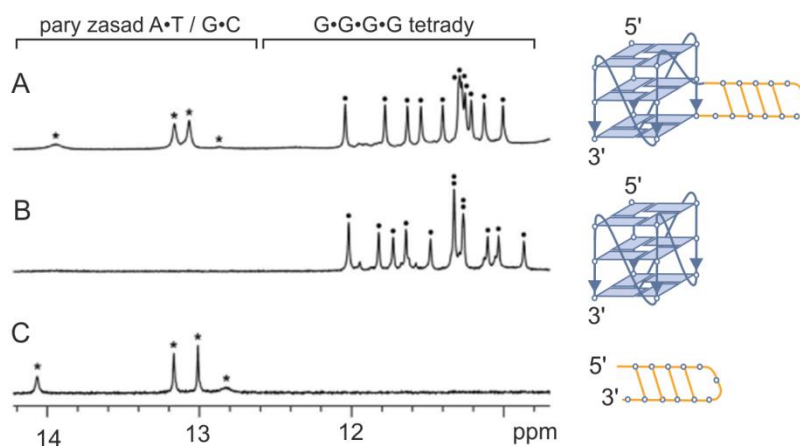 pary zasad A•T / G•C G•G•G•G tetrady
A
5'
3'
B
5'
3'
C
5'
3'
14 13 12 ppm